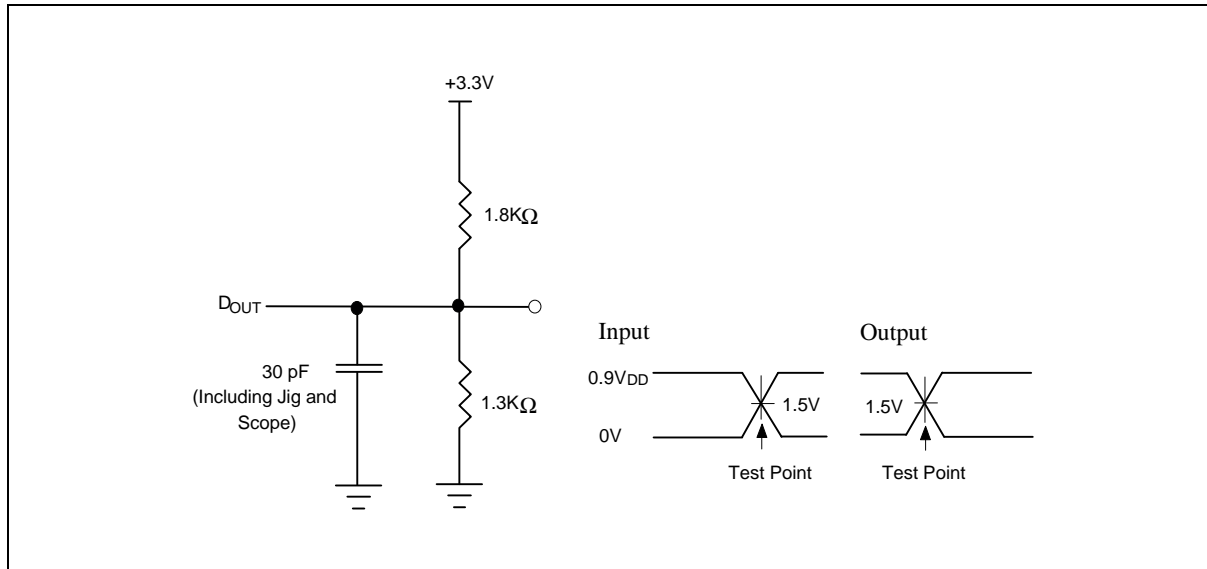 +3.3V
1.8KΩ
DOUT
30 pF
(Including Jig and
Scope)
1.3KΩ
Input
Output
0.9VDD
1.5V
0V
Test Point
1.5V
Test Point